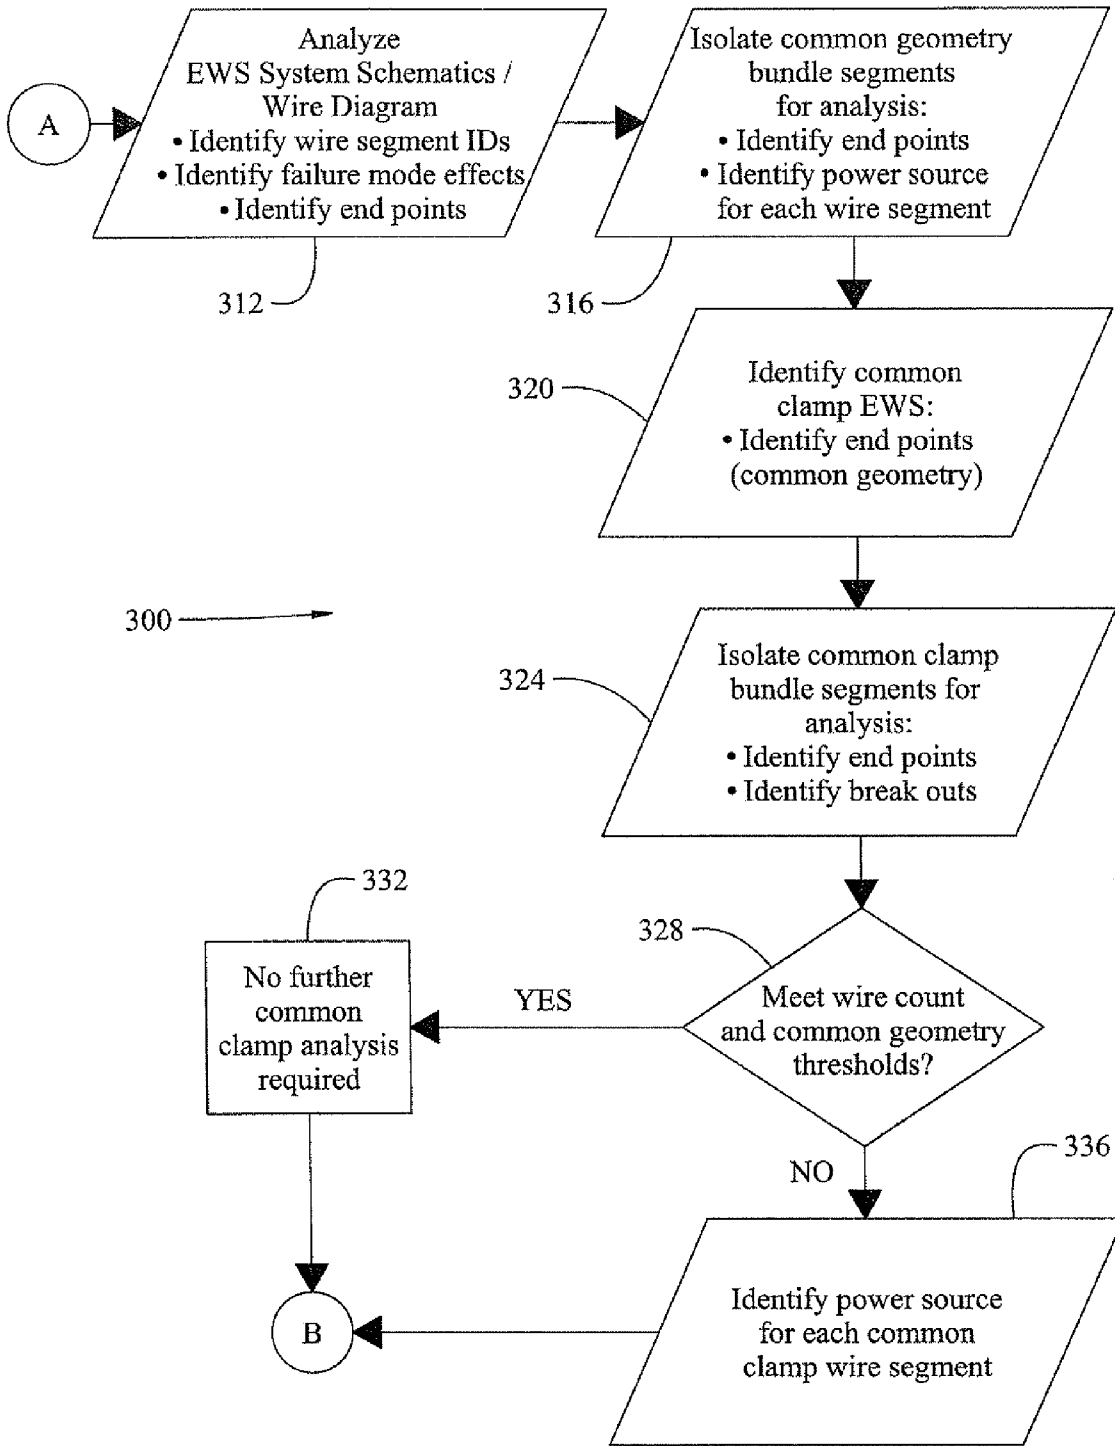 A
Analyze
EWS System Schematics /
Wire Diagram
• Identify wire segment IDs
• Identify failure mode effects
• Identify end points
312
Isolate common geometry
bundle segments
for analysis:
• Identify end points
• Identify power source
for each wire segment
316
Identify common
clamp EWS:
• Identify end points
(common geometry)
320
300
Isolate common clamp
bundle segments for
analysis:
• Identify end points
• Identify break outs
324
328
Meet wire count
and common geometry
thresholds?
YES
332
No further
common
clamp analysis
required
NO
336
Identify power source
for each common
clamp wire segment
B